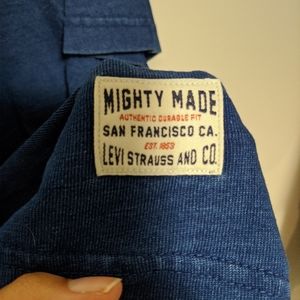 MIGHTY MADE
AUTHENTIC DURABLE FIT
SAN FRANCISCO CA.
EST. 1853
LEVI STRAUSS AND CO.